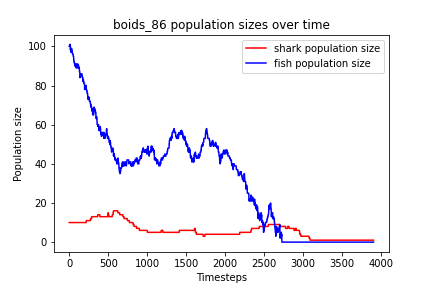 boids_86 population sizes over time
shark population size
fish population size
Population size
100
80
60
40
20
0
0 500 1000 1500 2000 2500 3000 3500 4000
Timesteps